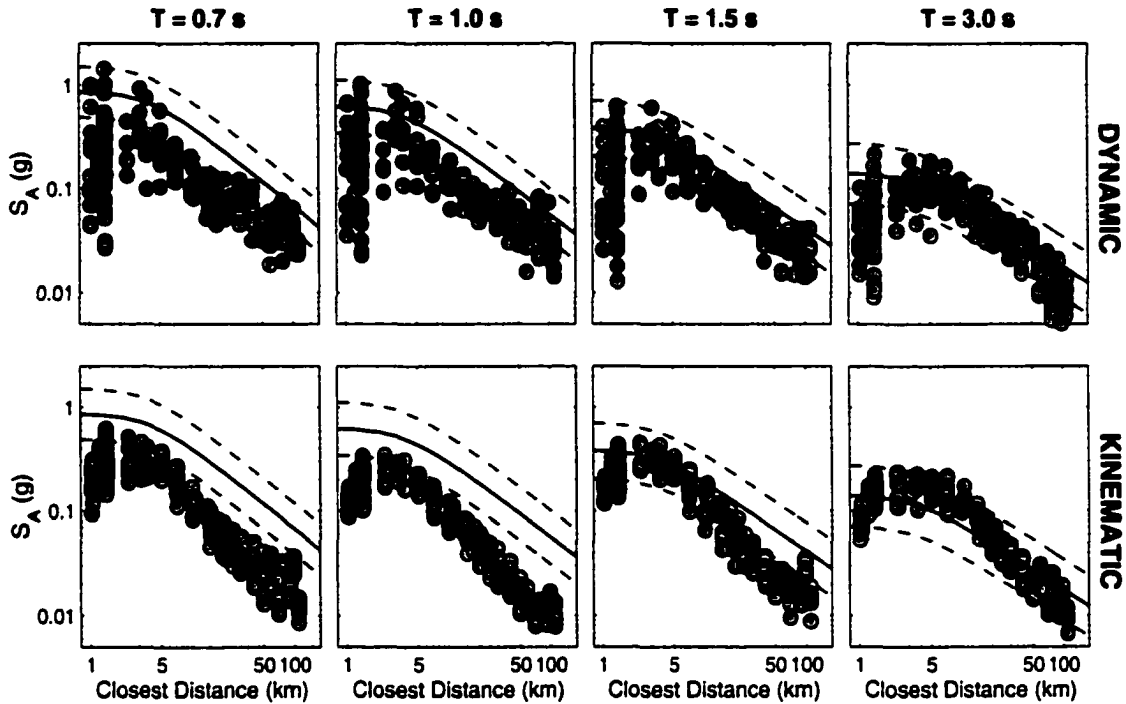 T = 0.7 s T = 1.0 s T = 1.5 s T = 3.0 s
1
0.1
0.01
S_A (g)
DYNAMIC
1
0.1
0.01
S_A (g)
KINEMATIC
1 5 50 100 1 5 50 100 1 5 50 100 1 5 50 100
Closest Distance (km) Closest Distance (km) Closest Distance (km) Closest Distance (km)